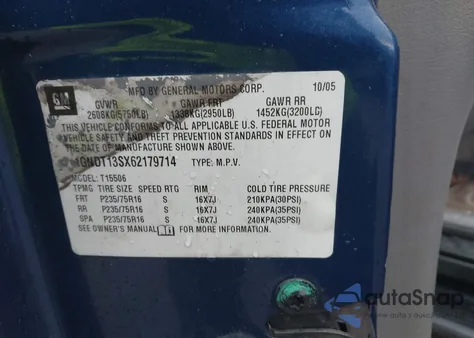 GM MFD BY GENERAL MOTORS CORP. 10/05
GVWR GAWR FRT GAWR RR
2608KG(5750LB) 1338KG(2950LB) 1452KG(3200LB)
THIS VEHICLE CONFORMS TO ALL APPLICABLE U.S. FEDERAL MOTOR
VEHICLE SAFETY AND THEFT PREVENTION STANDARDS IN EFFECT ON
THE DATE OF MANUFACTURE SHOWN ABOVE.
1GNDT13SX62179714 TYPE: M.P.V.
MODEL: T15506
TPMG TIRE SIZE SPEED RTG RIM COLD TIRE PRESSURE
FRT P235/75R16 S 16X7J 210KPA(30PSI)
RR P235/75R16 S 16X7J 240KPA(35PSI)
SPA P235/75R16 S 16X7J 240KPA(35PSI)
SEE OWNER'S MANUAL FOR ADDITIONAL INFORMATION.
autaSnap